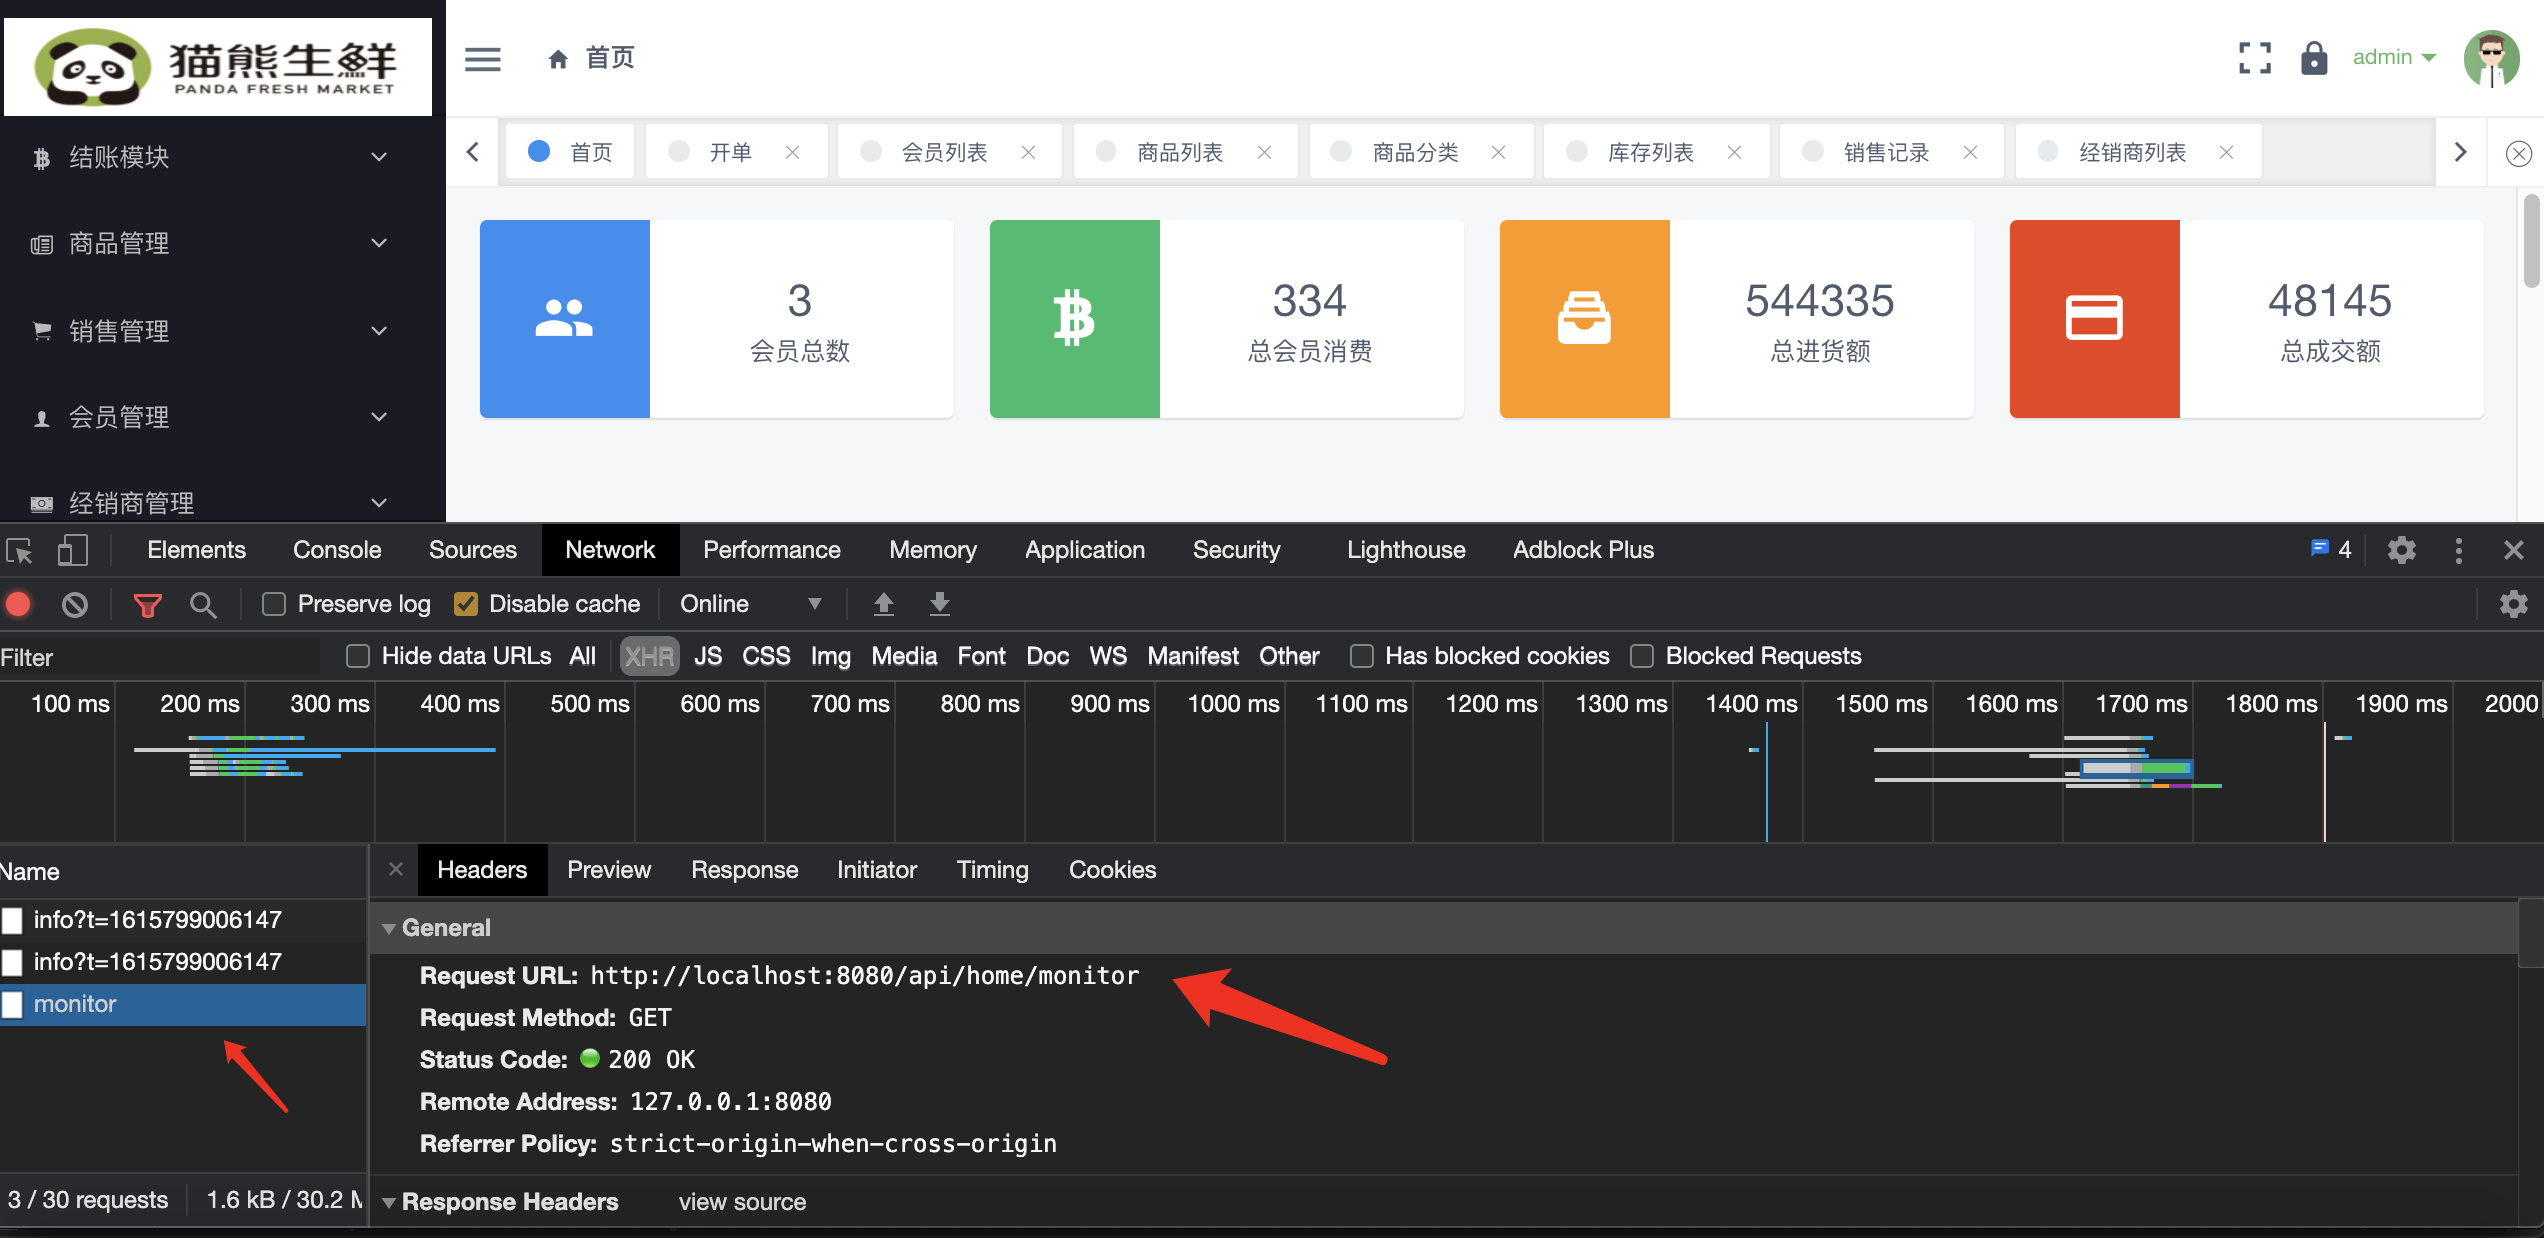 猫熊生鲜
PANDA FRESH MARKET
首页
admin
结账模块
商品管理
销售管理
会员管理
经销商管理
首页 开单 会员列表 商品列表 商品分类 库存列表 销售记录 经销商列表
3
会员总数
334
总会员消费
544335
总进货额
48145
总成交额
Elements Console Sources Network Performance Memory Application Security Lighthouse Adblock Plus 4
Preserve log Disable cache Online
Filter Hide data URLs All XHR JS CSS Img Media Font Doc WS Manifest Other Has blocked cookies Blocked Requests
100 ms 200 ms 300 ms 400 ms 500 ms 600 ms 700 ms 800 ms 900 ms 1000 ms 1100 ms 1200 ms 1300 ms 1400 ms 1500 ms 1600 ms 1700 ms 1800 ms 1900 ms 2000
Name
info?t=1615799006147
info?t=1615799006147
monitor
3 / 30 requests 1.6 kB / 30.2 M
Headers Preview Response Initiator Timing Cookies
General
Request URL: http://localhost:8080/api/home/monitor
Request Method: GET
Status Code: 200 OK
Remote Address: 127.0.0.1:8080
Referrer Policy: strict-origin-when-cross-origin
Response Headers view source